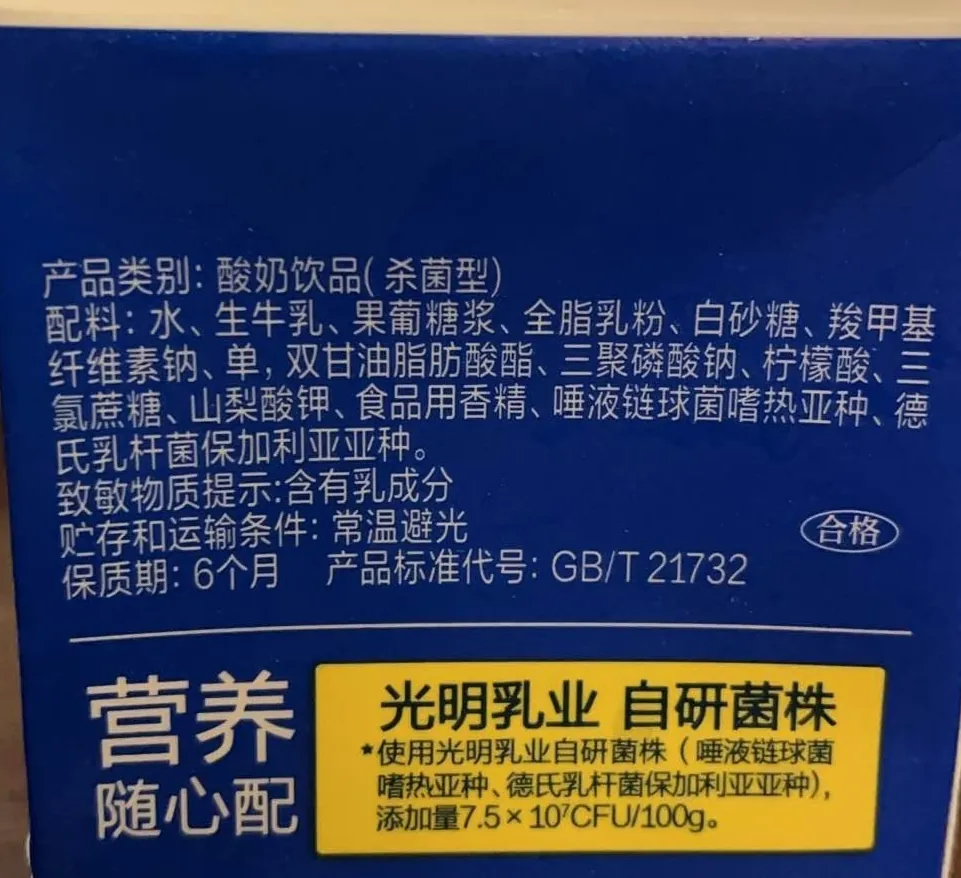 产品类别：酸奶饮品(杀菌型)
配料：水、生牛乳、果葡糖浆、全脂乳粉、白砂糖、羧甲基
纤维素钠、单，双甘油脂肪酸酯、三聚磷酸钠、柠檬酸、三
氯蔗糖、山梨酸钾、食品用香精、唾液链球菌嗜热亚种、德
氏乳杆菌保加利亚亚种。
致敏物质提示:含有乳成分
贮存和运输条件：常温避光
合格
保质期：6个月 产品标准代号：GB/T 21732
营养
随心配
光明乳业 自研菌株
*使用光明乳业自研菌株（唾液链球菌
嗜热亚种、德氏乳杆菌保加利亚亚种），
添加量7.5×10⁷CFU/100g。